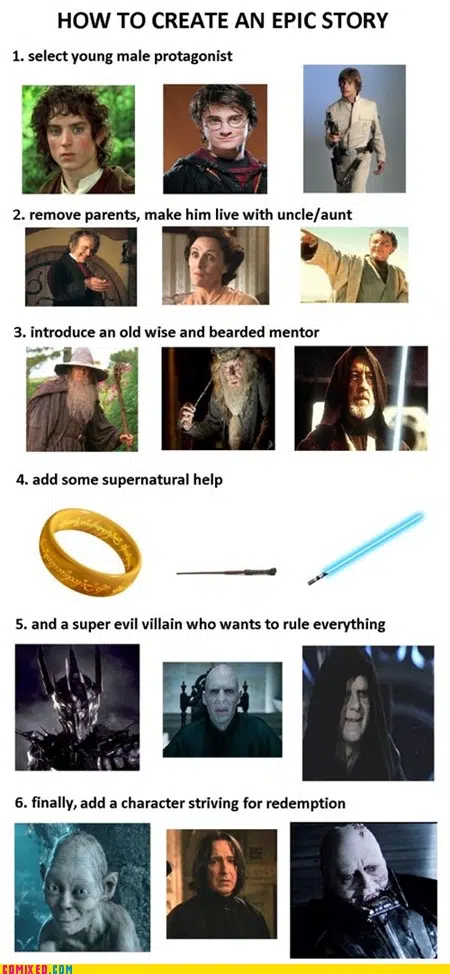 HOW TO CREATE AN EPIC STORY
1. select young male protagonist
2. remove parents, make him live with uncle/aunt
3. introduce an old wise and bearded mentor
4. add some supernatural help
5. and a super evil villain who wants to rule everything
6. finally, add a character striving for redemption
COMIXED.COM